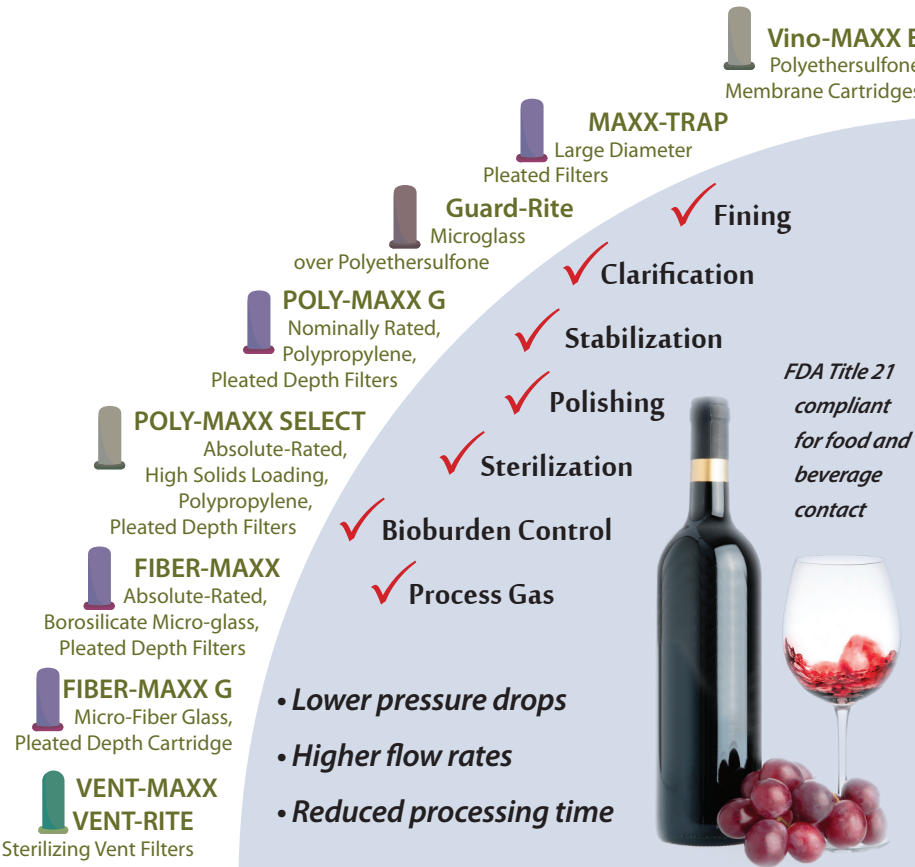 Vino-MAXX
Polyethersulfone
Membrane Cartridges
MAXX-TRAP
Large Diameter
Pleated Filters
Guard-Rite
Microglass
over Polyethersulfone
POLY-MAXX G
Nominally Rated,
Polypropylene,
Pleated Depth Filters
POLY-MAXX SELECT
Absolute-Rated,
High Solids Loading,
Polypropylene,
Pleated Depth Filters
FIBER-MAXX
Absolute-Rated,
Borosilicate Micro-glass,
Pleated Depth Filters
FIBER-MAXX G
Micro-Fiber Glass,
Pleated Depth Cartridge
VENT-MAXX
VENT-RITE
Sterilizing Vent Filters
Fining
Clarification
Stabilization
Polishing
Sterilization
Bioburden Control
Process Gas
• Lower pressure drops
• Higher flow rates
• Reduced processing time
FDA Title 21
compliant
for food and
beverage
contact